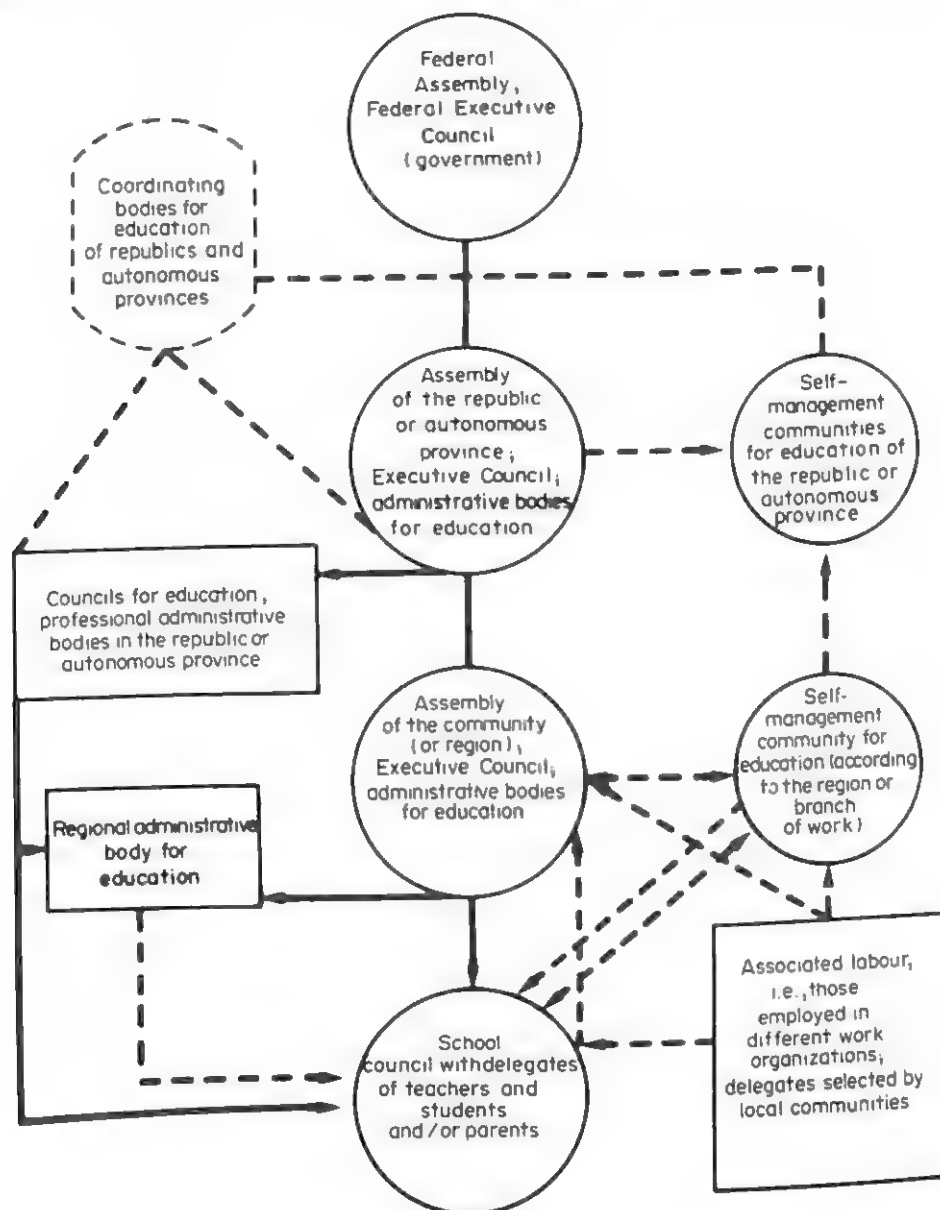 Federal
Assembly,
Federal Executive
Council
(government)
Coordinating
bodies for
education
of republics and
autonomous
provinces
Assembly
of the republic
or autonomous
province;
Executive Council;
administrative bodies
for education
Self-
management
communities
for education of
the republic or
autonomous
province
Councils for education,
professional administrative
bodies in the republic or
autonomous province
Assembly
of the community
(or region),
Executive Council;
administrative bodies
for education
Self-
management
community for
education (according
to the region or
branch
of work)
Regional administrative
body for
education
School
council with delegates
of teachers and
students
and/or parents
Associated labour,
i.e., those
employed in
different work
organizations;
delegates selected by
local communities